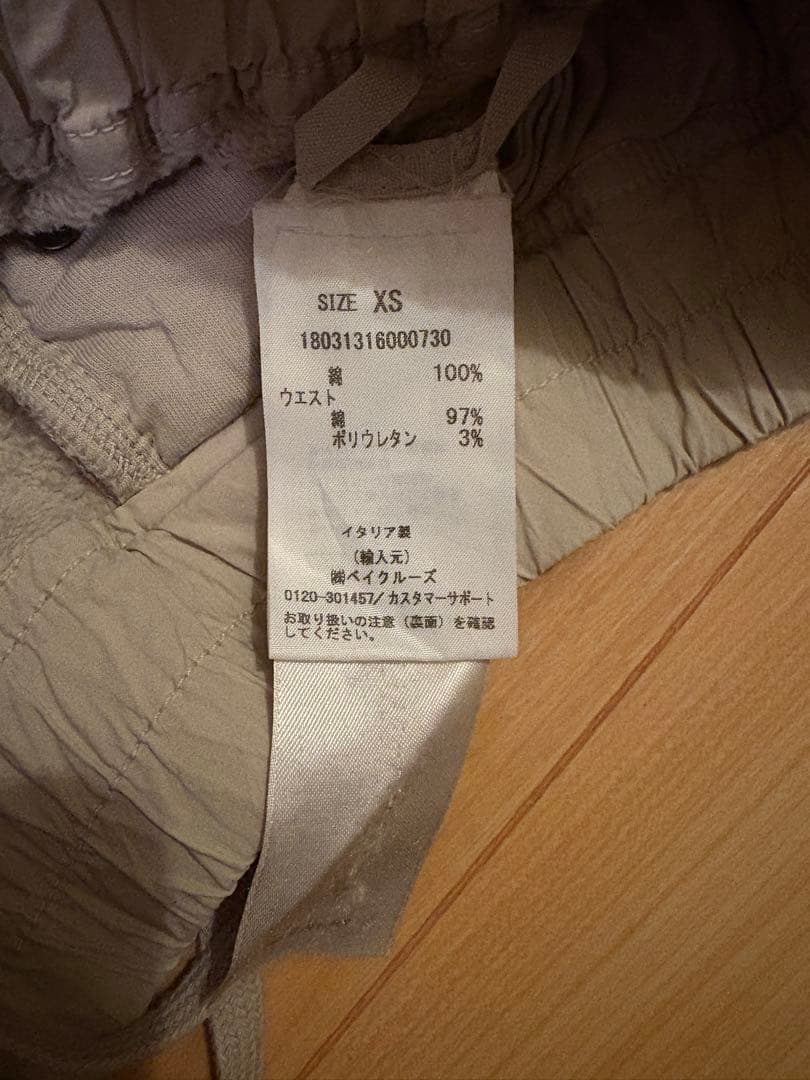 SIZE XS
18031316000730
綿 100%
ウエスト
綿 97%
ポリウレタン 3%
イタリア製
(輸入元)
㈱ベイクルーズ
0120-301457/カスタマーサポート
お取り扱いの注意(裏面)を確認
してください。